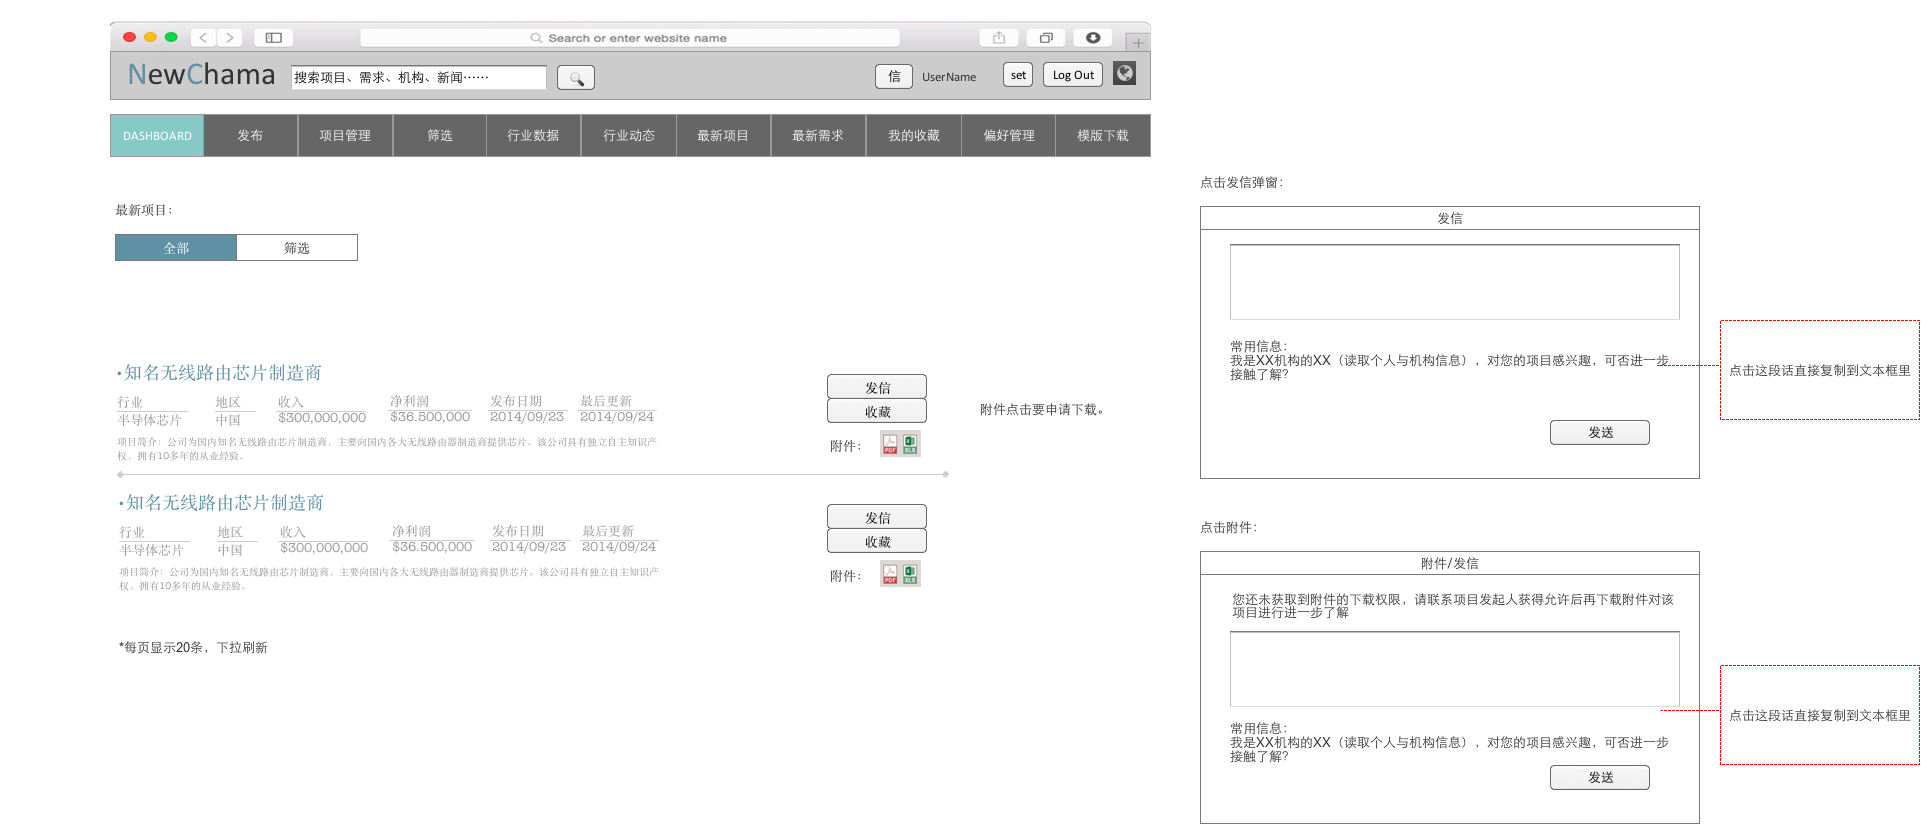 Search or enter website name
NewChama
搜索项目、需求、机构、新闻······
信
UserName
set
Log Out
DASHBOARD
发布
项目管理
筛选
行业数据
行业动态
最新项目
最新需求
我的收藏
偏好管理
模版下载
最新项目：
全部
筛选
·知名无线路由芯片制造商
行业 地区 收入 净利润 发布日期 最后更新
半导体芯片 中国 $300,000,000 $36.500,000 2014/09/23 2014/09/24
项目简介：公司为国内知名无线路由芯片制造商、主要向国内各大无线路由器制造商提供芯片。该公司具有独立自主知识产
权、拥有10多年的从业经验。
发信
收藏
附件：
PDF XLS
附件点击要申请下载。
·知名无线路由芯片制造商
行业 地区 收入 净利润 发布日期 最后更新
半导体芯片 中国 $300,000,000 $36.500,000 2014/09/23 2014/09/24
项目简介：公司为国内知名无线路由芯片制造商、主要向国内各大无线路由器制造商提供芯片。该公司具有独立自主知识产
权、拥有10多年的从业经验。
发信
收藏
附件：
PDF XLS
*每页显示20条，下拉刷新
点击发信弹窗：
发信
常用信息：
我是XX机构的XX（读取个人与机构信息），对您的项目感兴趣，可否进一步
接触了解?
发送
点击这段话直接复制到文本框里
点击附件：
附件/发信
您还未获取到附件的下载权限，请联系项目发起人获得允许后再下载附件对该
项目进行进一步了解
常用信息：
我是XX机构的XX（读取个人与机构信息），对您的项目感兴趣，可否进一步
接触了解?
发送
点击这段话直接复制到文本框里